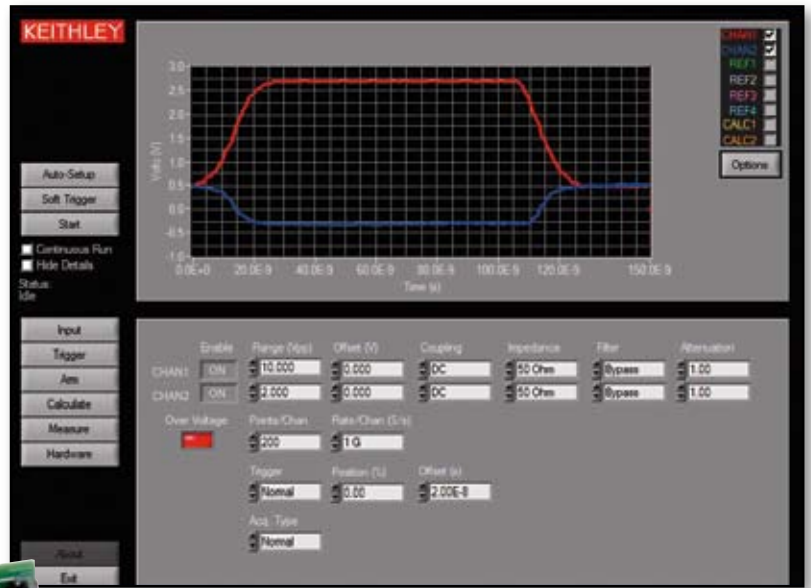 KEITHLEY
CHAN1
CHAN2
REF1
REF2
REF3
REF4
CALC1
CALC2
Options
3.0
2.5
2.0
1.5
1.0
0.5
0.0
-0.5
-1.0
Volts (V)
0.0E+0 20.0E-9 40.0E-9 60.0E-9 80.0E-9 100.0E-9 120.0E-9 150.0E-9
Time (s)
Auto-Setup
Soft Trigger
Start
Continuous Run
Hide Details
Status:
Idle
Input
Trigger
Arm
Calculate
Measure
Hardware
About
Exit
Enable Range (Vpp) Offset (V) Coupling Impedance Filter Attenuation
CHAN1 ON 10.000 0.000 DC 50 Ohm Bypass 1.00
CHAN2 ON 2.000 0.000 DC 50 Ohm Bypass 1.00
Over Voltage Points/Chan Rate/Chan (S/s)
200 1 G
Trigger Position (%) Offset (s)
Normal 0.00 2.00E-8
Acq. Type
Normal